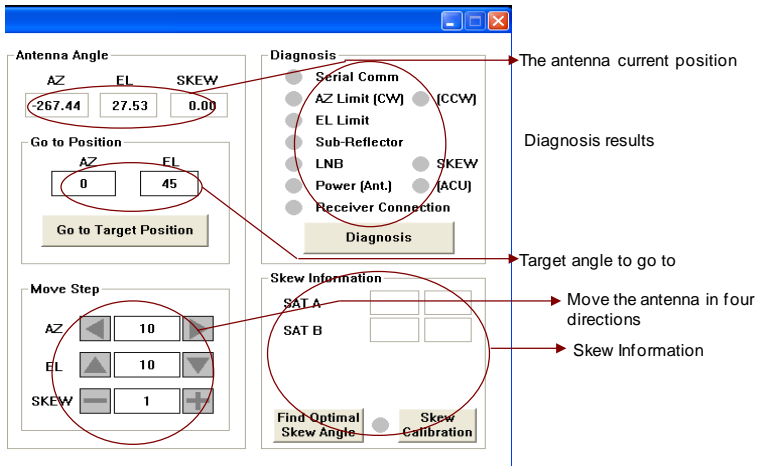 Antenna Angle
AZ EL SKEW
-267.44 27.53 0.00
Go to Position
AZ EL
0 45
Go to Target Position
Move Step
AZ 10
EL 10
SKEW 1
Diagnosis
Serial Comm
AZ Limit (CW) (CCW)
EL Limit
Sub-Reflector
LNB SKEW
Power (Ant.) (ACU)
Receiver Connection
Diagnosis
Skew Information
SAT A
SAT B
Find Optimal
Skew Angle
Skew
Calibration
The antenna current position
Diagnosis results
Target angle to go to
Move the antenna in four
directions
Skew Information